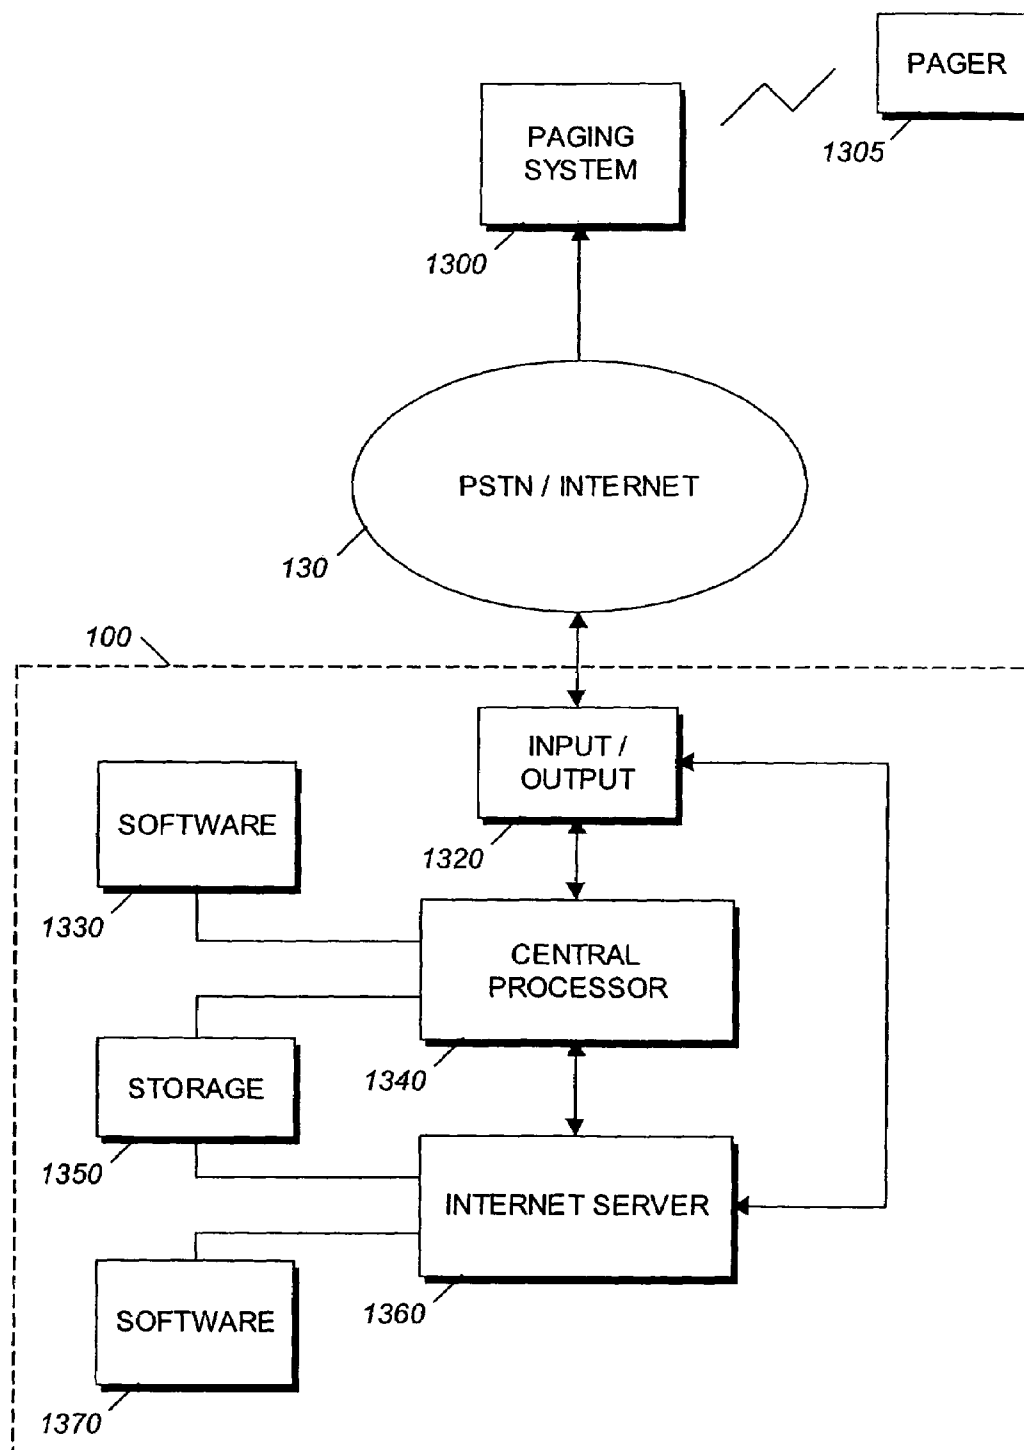 PAGER
1305
PAGING
SYSTEM
1300
PSTN / INTERNET
130
100
INPUT /
OUTPUT
1320
SOFTWARE
1330
CENTRAL
PROCESSOR
1340
STORAGE
1350
INTERNET SERVER
1360
SOFTWARE
1370